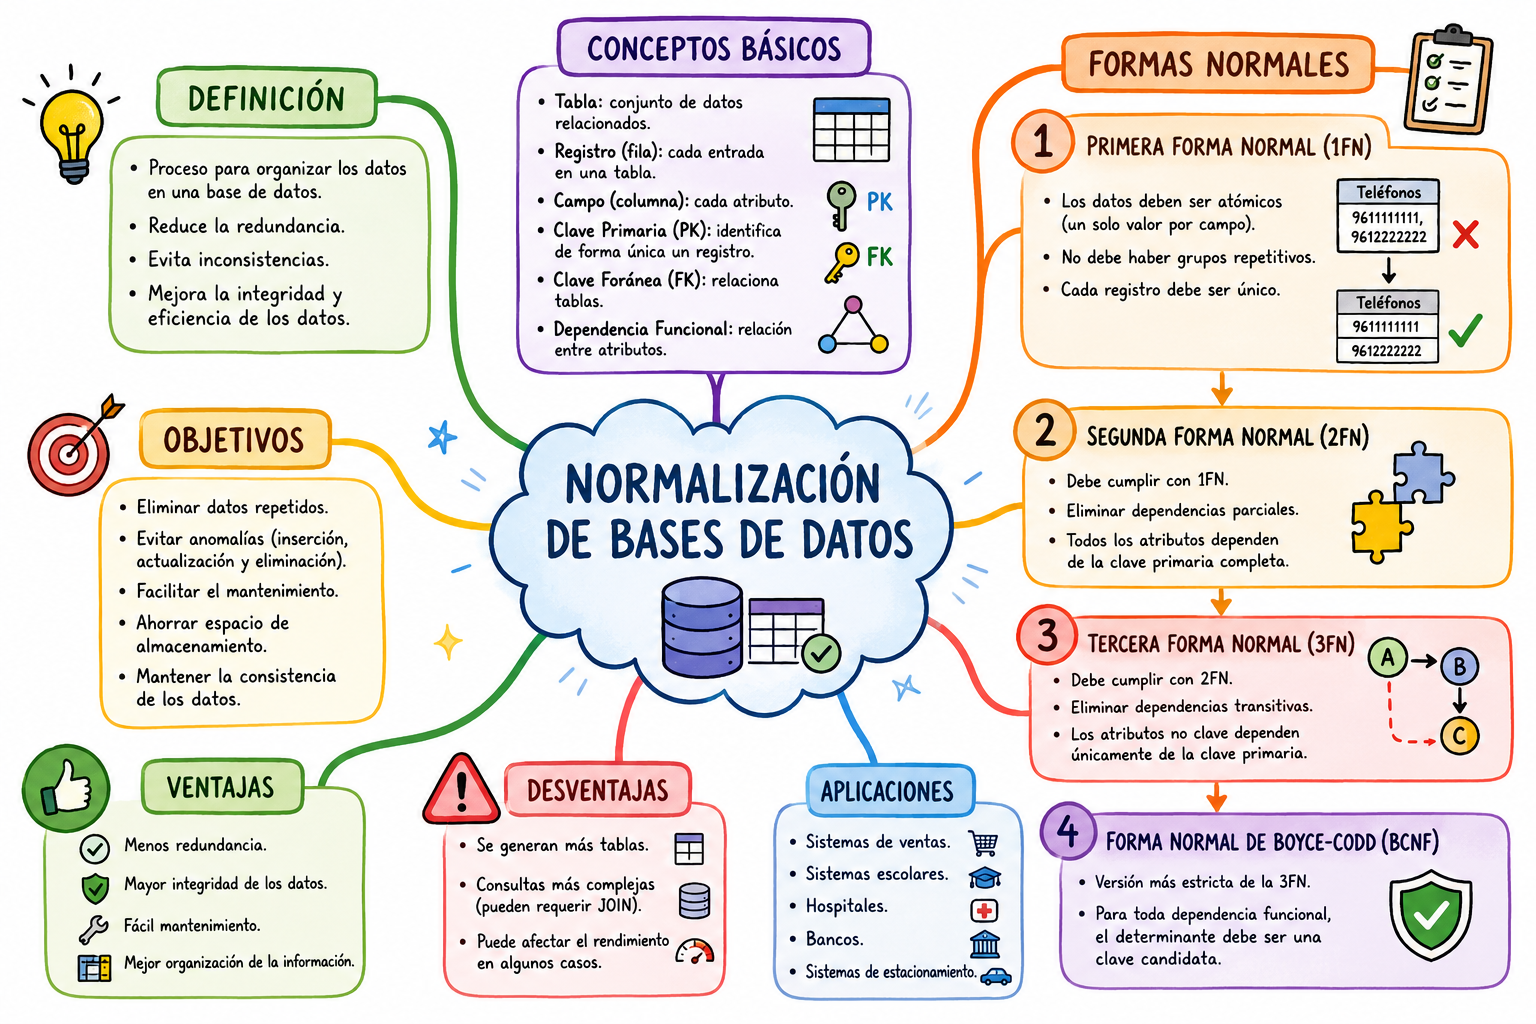 DEFINICIÓN
• Proceso para organizar los datos
en una base de datos.
• Reduce la redundancia.
• Evita inconsistencias.
• Mejora la integridad y
eficiencia de los datos.
CONCEPTOS BÁSICOS
• Tabla: conjunto de datos
relacionados.
• Registro (fila): cada entrada
en una tabla.
• Campo (columna): cada atributo.
• Clave Primaria (PK): identifica
de forma única un registro.
• Clave Foránea (FK): relaciona
tablas.
• Dependencia Funcional: relación
entre atributos.
PK
FK
FORMAS NORMALES
1
PRIMERA FORMA NORMAL (1FN)
• Los datos deben ser atómicos
(un solo valor por campo).
• No debe haber grupos repetitivos.
• Cada registro debe ser único.
Teléfonos
9611111111,
9612222222
Teléfonos
9611111111
9612222222
OBJETIVOS
• Eliminar datos repetidos.
• Evitar anomalías (inserción,
actualización y eliminación).
• Facilitar el mantenimiento.
• Ahorrar espacio de
almacenamiento.
• Mantener la consistencia
de los datos.
NORMALIZACIÓN
DE BASES DE DATOS
2
SEGUNDA FORMA NORMAL (2FN)
• Debe cumplir con 1FN.
• Eliminar dependencias parciales.
• Todos los atributos dependen
de la clave primaria completa.
3
TERCERA FORMA NORMAL (3FN)
• Debe cumplir con 2FN.
• Eliminar dependencias transitivas.
• Los atributos no clave dependen
únicamente de la clave primaria.
A
B
C
VENTAJAS
Menos redundancia.
Mayor integridad de los datos.
Fácil mantenimiento.
Mejor organización de la información.
!
DESVENTAJAS
• Se generan más tablas.
• Consultas más complejas
(pueden requerir JOIN).
• Puede afectar el rendimiento
en algunos casos.
APLICACIONES
• Sistemas de ventas.
• Sistemas escolares.
• Hospitales.
• Bancos.
• Sistemas de estacionamiento.
4
FORMA NORMAL DE BOYCE-CODD (BCNF)
• Versión más estricta de la 3FN.
• Para toda dependencia funcional,
el determinante debe ser una
clave candidata.